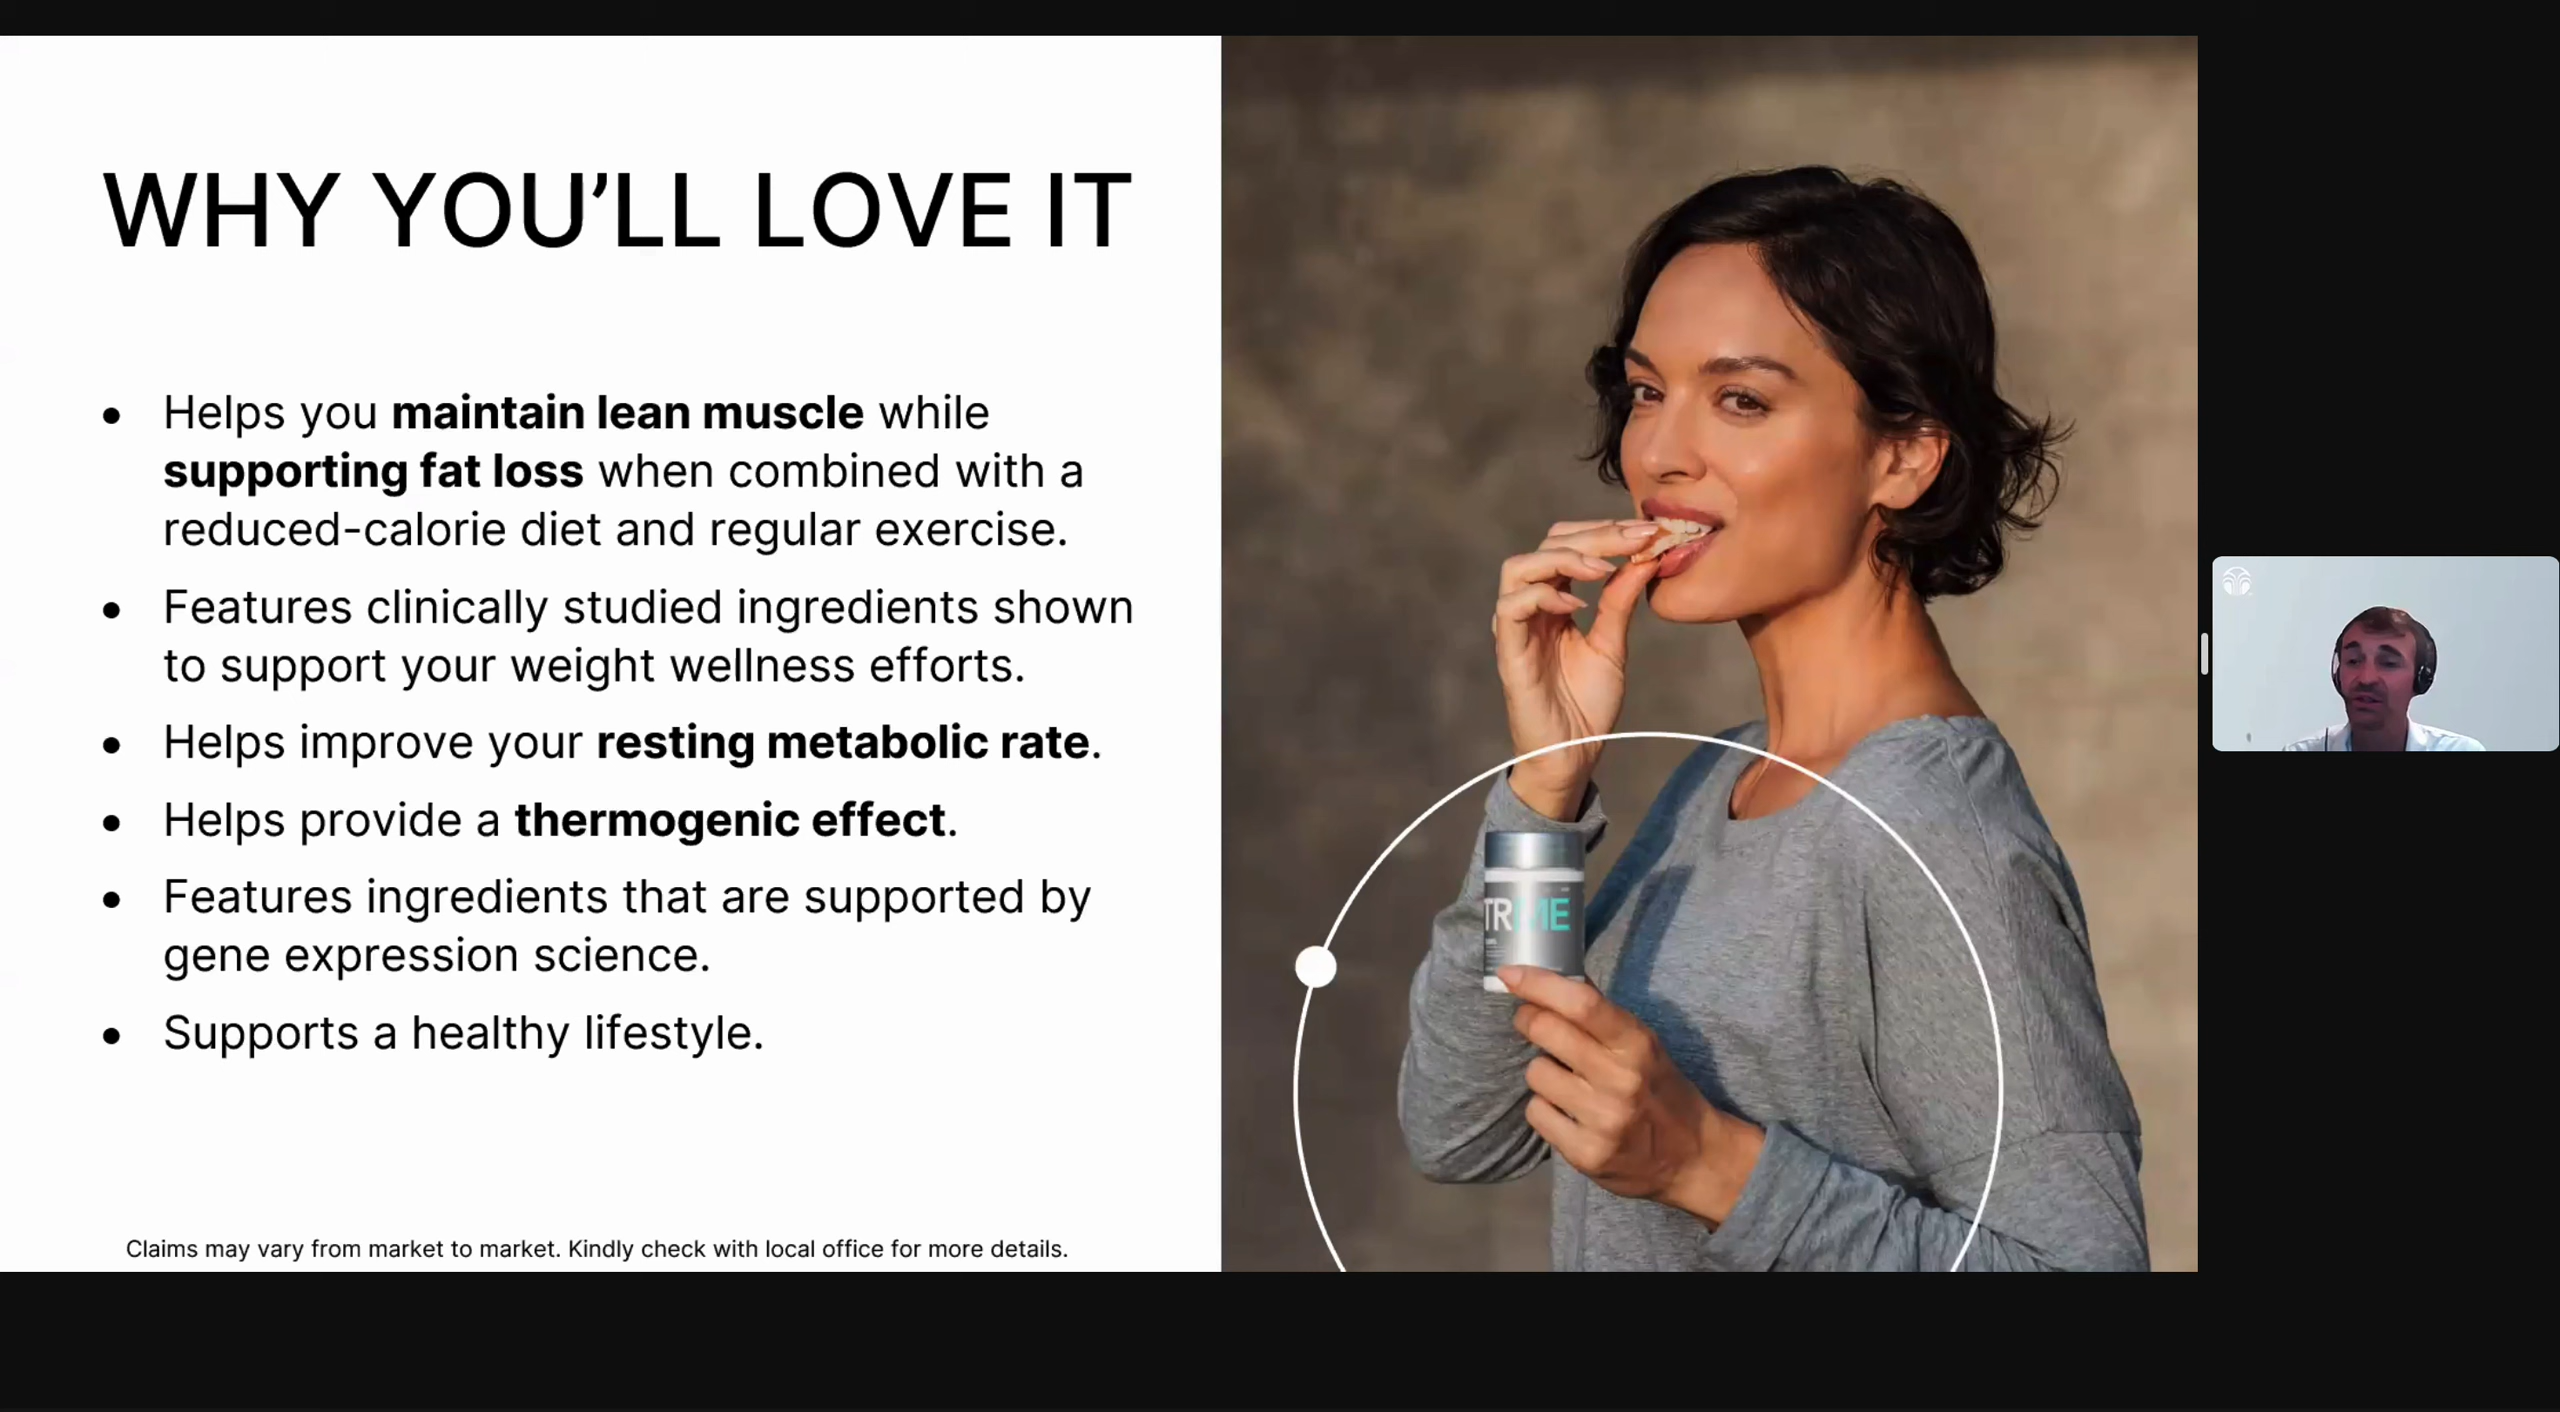 WHY YOU’LL LOVE IT
• Helps you maintain lean muscle while
supporting fat loss when combined with a
reduced-calorie diet and regular exercise.
• Features clinically studied ingredients shown
to support your weight wellness efforts.
• Helps improve your resting metabolic rate.
• Helps provide a thermogenic effect.
• Features ingredients that are supported by
gene expression science.
• Supports a healthy lifestyle.
Claims may vary from market to market. Kindly check with local office for more details.